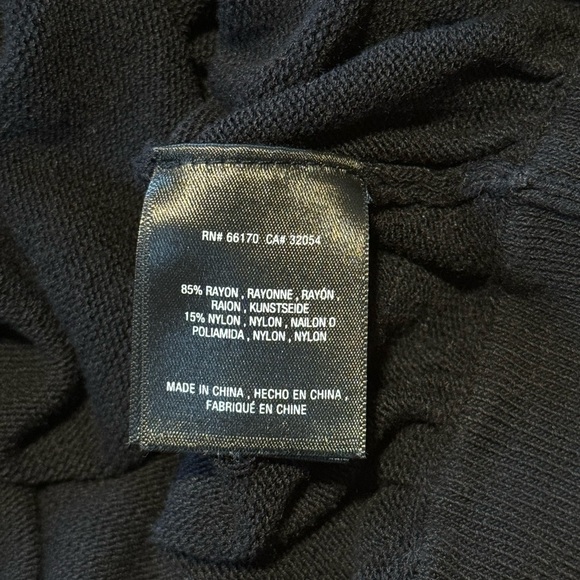 RN# 66170 CA# 32054
85% RAYON , RAYONNE , RAYÓN ,
RAION , KUNSTSEIDE
15% NYLON , NYLON , NAILON O
POLIAMIDA , NYLON , NYLON
MADE IN CHINA , HECHO EN CHINA ,
FABRIQUÉ EN CHINE